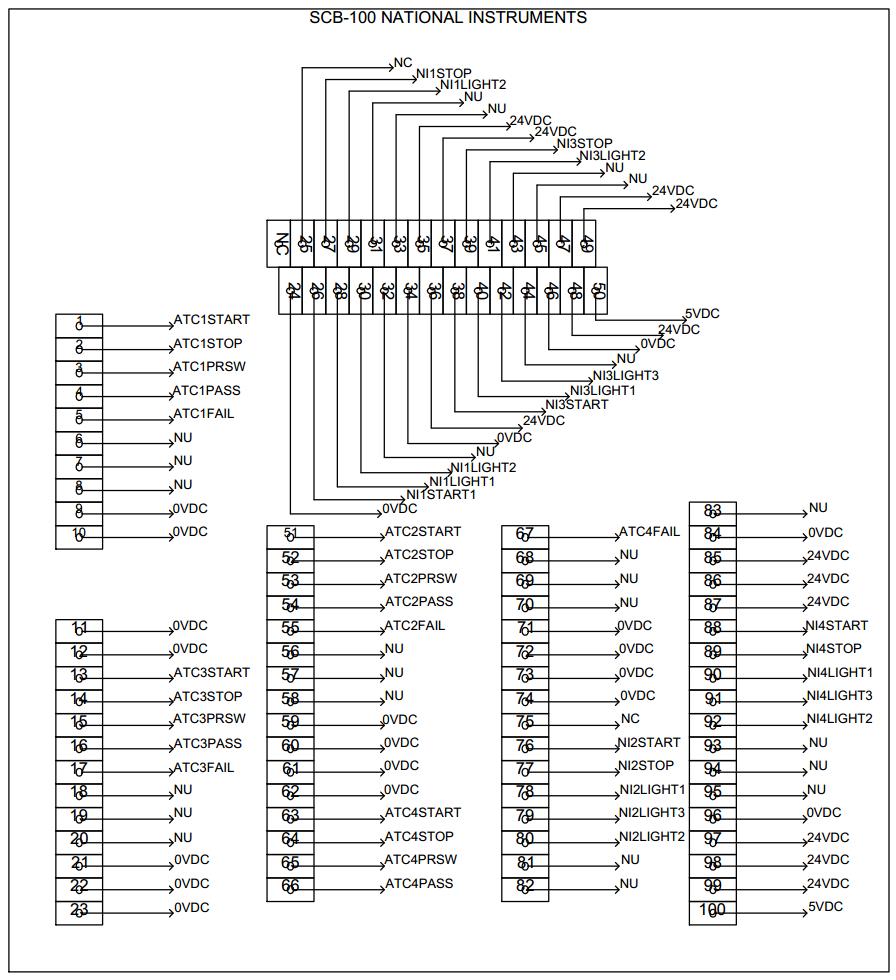 SCB-100 NATIONAL INSTRUMENTS
NC
NI1STOP
NI1LIGHT2
NU
NU
24VDC
24VDC
NI3STOP
NI3LIGHT2
NU
NU
24VDC
24VDC
NC 25 27 29 31 33 35 37 39 41 43 45 47 49
24 26 28 30 32 34 36 38 40 42 44 46 48 50
5VDC
24VDC
0VDC
NU
NI3LIGHT3
NI3LIGHT1
NI3START
24VDC
0VDC
NU
NI1LIGHT2
NI1LIGHT1
NI1START1
0VDC
1 ATC1START
2 ATC1STOP
3 ATC1PRSW
4 ATC1PASS
5 ATC1FAIL
6 NU
7 NU
8 NU
9 0VDC
10 0VDC
11 0VDC
12 0VDC
13 ATC3START
14 ATC3STOP
15 ATC3PRSW
16 ATC3PASS
17 ATC3FAIL
18 NU
19 NU
20 NU
21 0VDC
22 0VDC
23 0VDC
51 ATC2START
52 ATC2STOP
53 ATC2PRSW
54 ATC2PASS
55 ATC2FAIL
56 NU
57 NU
58 NU
59 0VDC
60 0VDC
61 0VDC
62 0VDC
63 ATC4START
64 ATC4STOP
65 ATC4PRSW
66 ATC4PASS
67 ATC4FAIL
68 NU
69 NU
70 NU
71 0VDC
72 0VDC
73 0VDC
74 0VDC
75 NC
76 NI2START
77 NI2STOP
78 NI2LIGHT1
79 NI2LIGHT3
80 NI2LIGHT2
81 NU
82 NU
83 NU
84 0VDC
85 24VDC
86 24VDC
87 24VDC
88 NI4START
89 NI4STOP
90 NI4LIGHT1
91 NI4LIGHT3
92 NI4LIGHT2
93 NU
94 NU
95 NU
96 0VDC
97 24VDC
98 24VDC
99 24VDC
100 5VDC